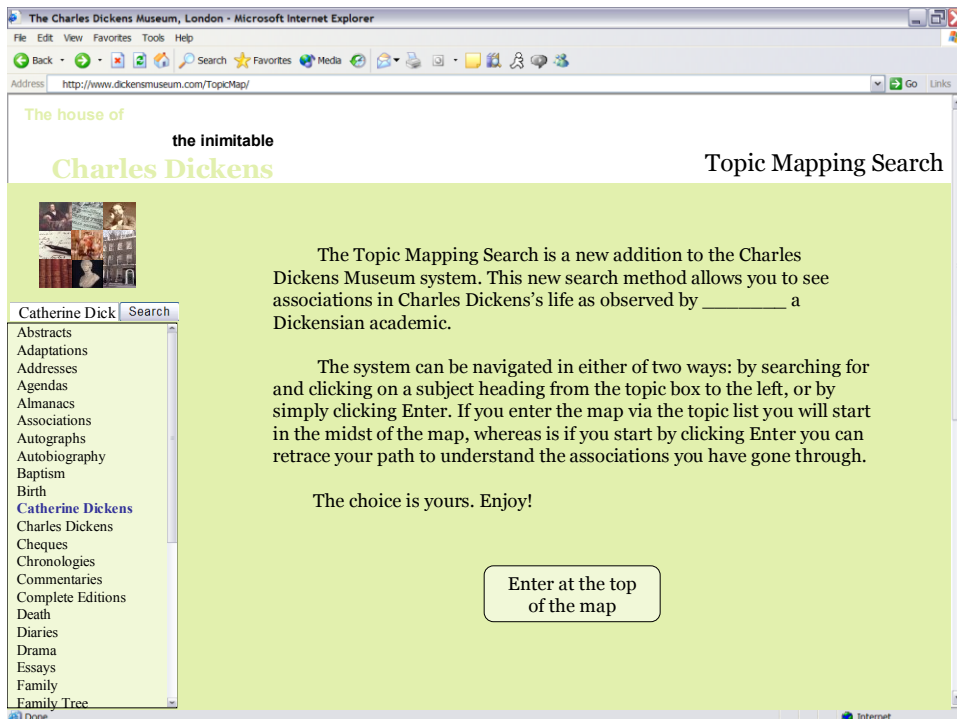 The Charles Dickens Museum, London - Microsoft Internet Explorer
File Edit View Favorites Tools Help
Back Search Favorites Media
Address http://www.dickensmuseum.com/TopicMap/ Go Links
The house of
the inimitable
Charles Dickens
Topic Mapping Search
Catherine Dick Search
Abstracts
Adaptations
Addresses
Agendas
Almanacs
Associations
Autographs
Autobiography
Baptism
Birth
Catherine Dickens
Charles Dickens
Cheques
Chronologies
Commentaries
Complete Editions
Death
Diaries
Drama
Essays
Family
Family Tree
The Topic Mapping Search is a new addition to the Charles
Dickens Museum system. This new search method allows you to see
associations in Charles Dickens's life as observed by _______ a
Dickensian academic.
The system can be navigated in either of two ways: by searching for
and clicking on a subject heading from the topic box to the left, or by
simply clicking Enter. If you enter the map via the topic list you will start
in the midst of the map, whereas is if you start by clicking Enter you can
retrace your path to understand the associations you have gone through.
The choice is yours. Enjoy!
Enter at the top
of the map
Done Internet